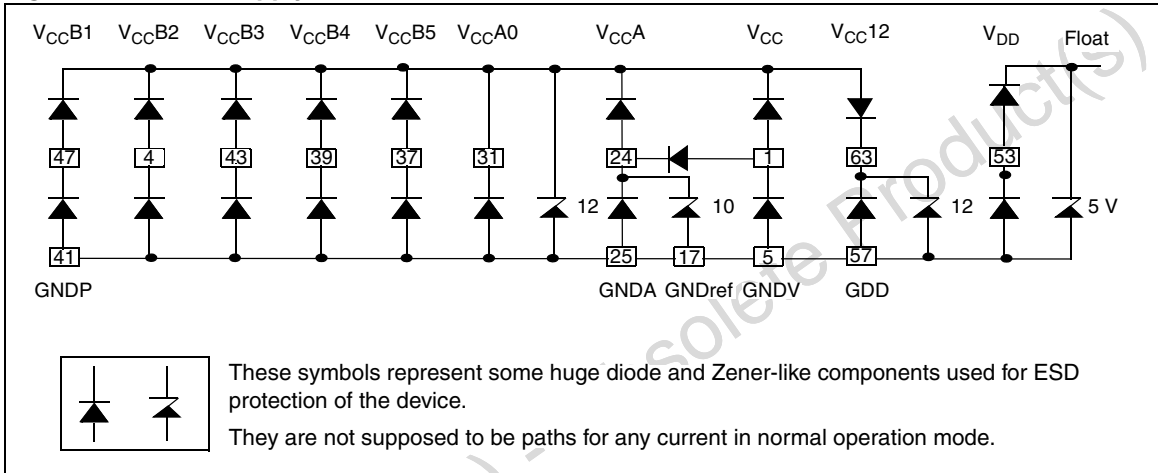 VCCB1 VCCB2 VCCB3 VCCB4 VCCB5 VCCA0 VCCA VCC VCC12 VDD Float
47 4 43 39 37 31 24 1 63 53
12 10 12 5 V
41 25 17 5 57
GNDP GNDA GNDref GNDV GDD
These symbols represent some huge diode and Zener-like components used for ESD
protection of the device.
They are not supposed to be paths for any current in normal operation mode.
solete Product(s)